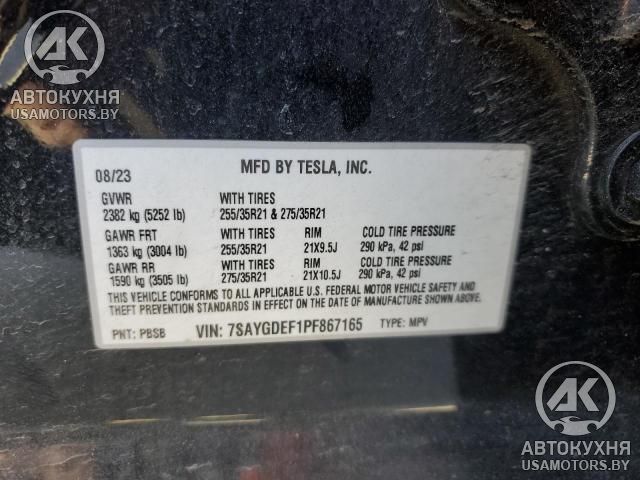 АК
АВТОКУХНЯ
USAMOTORS.BY
08/23 MFD BY TESLA, INC.
GVWR WITH TIRES
2382 kg (5252 lb) 255/35R21 & 275/35R21
GAWR FRT WITH TIRES RIM COLD TIRE PRESSURE
1363 kg (3004 lb) 255/35R21 21X9.5J 290 kPa, 42 psi
GAWR RR WITH TIRES RIM COLD TIRE PRESSURE
1590 kg (3505 lb) 275/35R21 21X10.5J 290 kPa, 42 psi
THIS VEHICLE CONFORMS TO ALL APPLICABLE U.S. FEDERAL MOTOR VEHICLE SAFETY AND
THEFT PREVENTION STANDARDS IN EFFECT ON THE DATE OF MANUFACTURE SHOWN ABOVE.
PNT: PBSB VIN: 7SAYGDEF1PF867165 TYPE: MPV
АК
АВТОКУХНЯ
USAMOTORS.BY